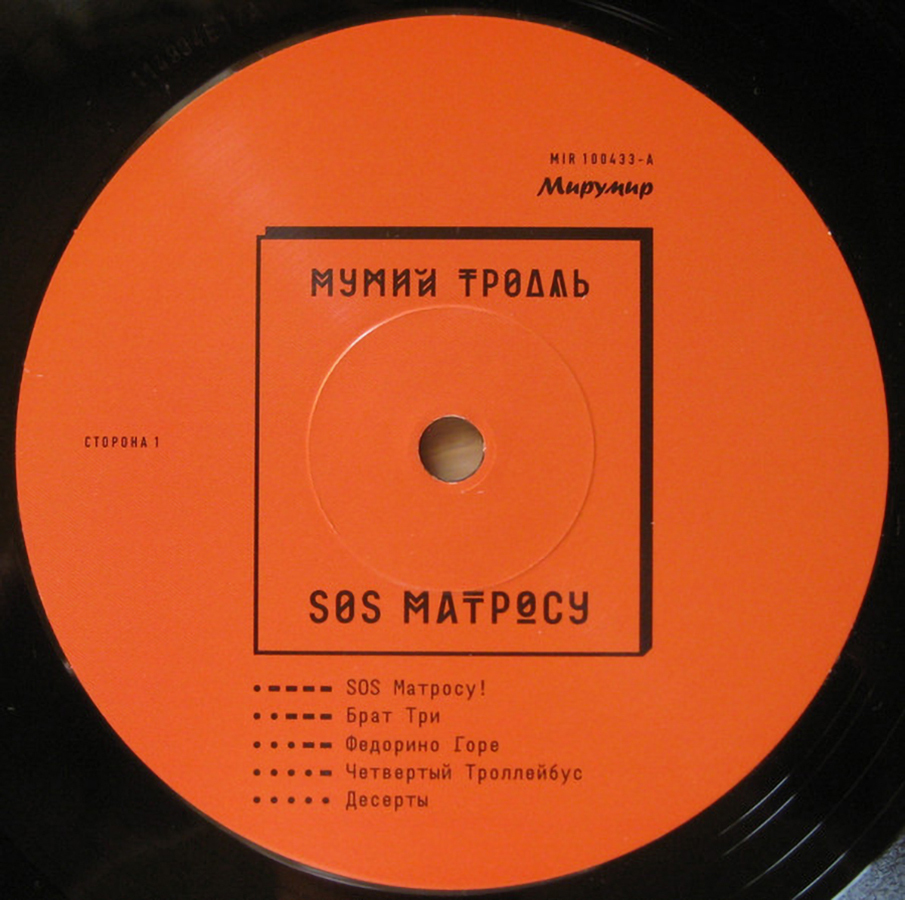 MIR 100433-A
Мирумир
МУМИЙ ТРОЛЛЬ
СТОРОНА 1
SOS МАТРОСУ
SOS Матросу!
Брат Три
Федорино Горе
Четвертый Троллейбус
Десерты